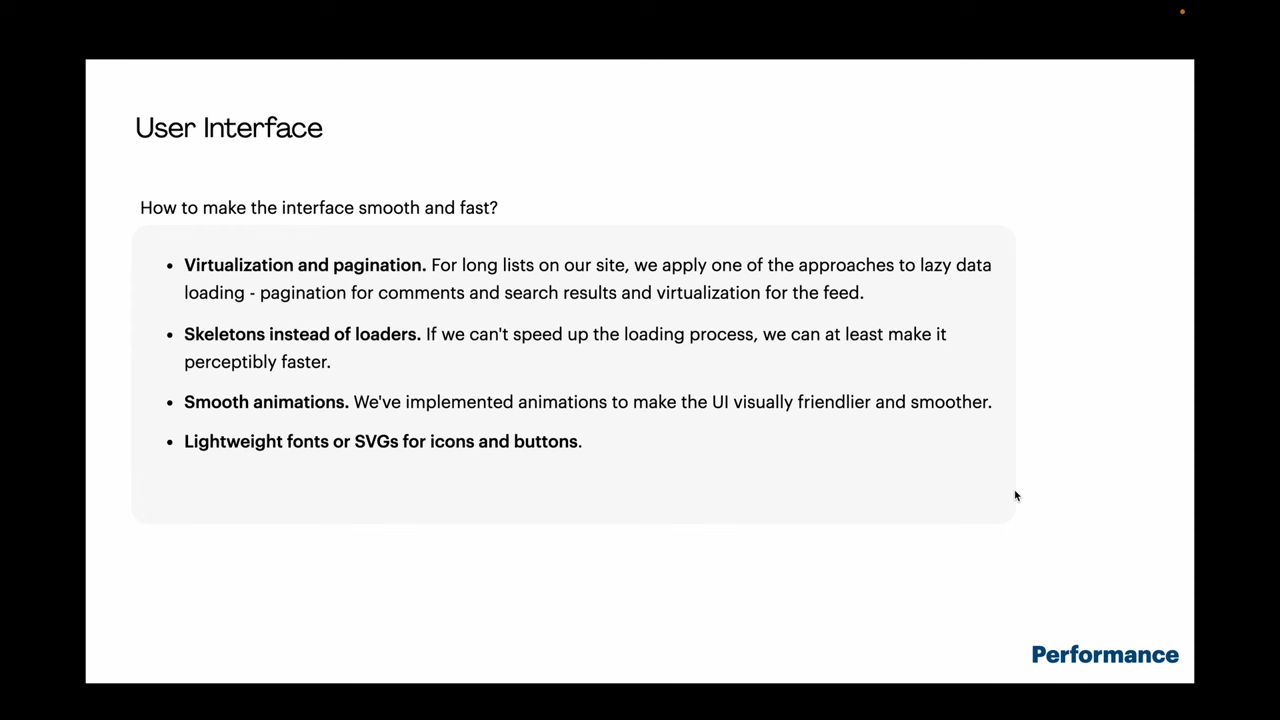 User Interface
How to make the interface smooth and fast?
• Virtualization and pagination. For long lists on our site, we apply one of the approaches to lazy data
loading - pagination for comments and search results and virtualization for the feed.
• Skeletons instead of loaders. If we can't speed up the loading process, we can at least make it
perceptibly faster.
• Smooth animations. We've implemented animations to make the UI visually friendlier and smoother.
• Lightweight fonts or SVGs for icons and buttons.
Performance